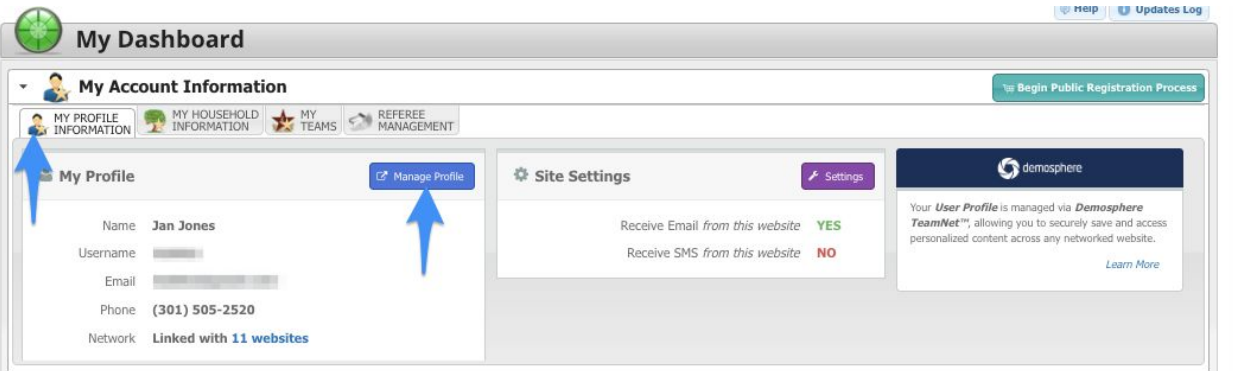 Help Updates Log
My Dashboard
My Account Information
Begin Public Registration Process
MY PROFILE
INFORMATION
MY HOUSEHOLD
INFORMATION
MY
TEAMS
REFEREE
MANAGEMENT
My Profile
Manage Profile
Name Jan Jones
Username
Email
Phone (301) 505-2520
Network Linked with 11 websites
Site Settings
Settings
Receive Email from this website YES
Receive SMS from this website NO
demosphere
Your User Profile is managed via Demosphere
TeamNet™, allowing you to securely save and access
personalized content across any networked website.
Learn More